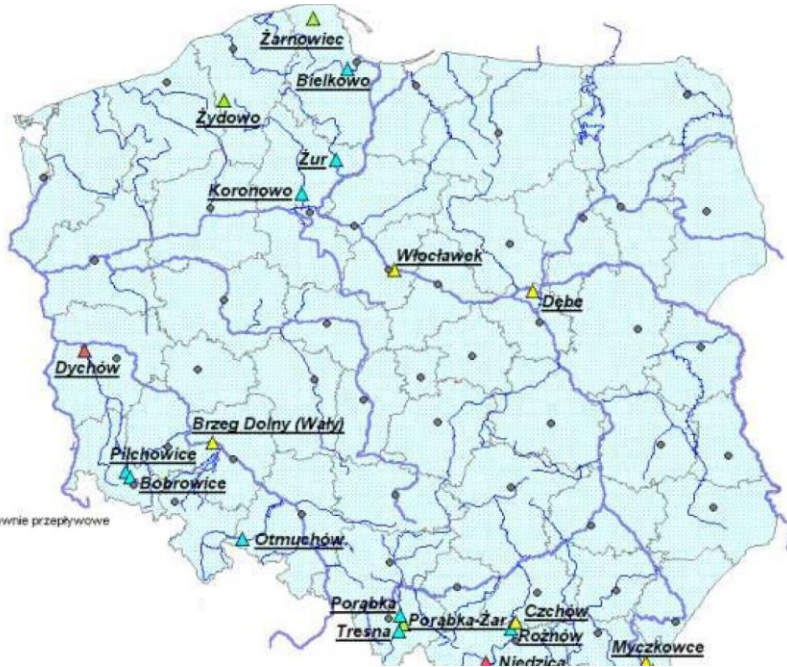 Żarnowiec
Bielkowo
Żydowo
Żur
Koronowo
Włocławek
Dębe
Dychów
Brzeg Dolny (Wały)
Pilchowice
Bobrowice
wnie przepływowe
Otmuchów
Porąbka
Porąbka-Żar
Czchów
Tresna
Rożnów
Myczkowce
Niedzica